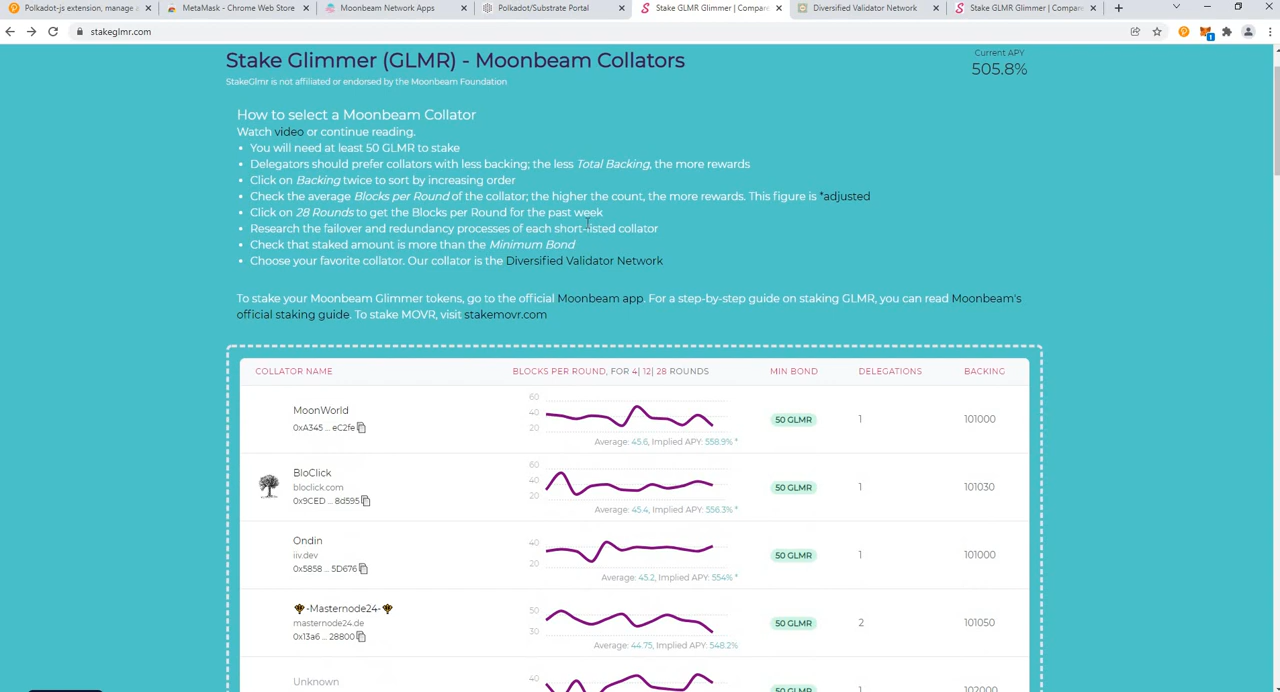 Polkadot-js extension, manage a
MetaMask - Chrome Web Store
Moonbeam Network Apps
Polkadot/Substrate Portal
Stake GLMR Glimmer | Compare
Diversified Validator Network
Stake GLMR Glimmer | Compare
stakeglmr.com
Stake Glimmer (GLMR) - Moonbeam Collators
StakeGlmr is not affiliated or endorsed by the Moonbeam Foundation
Current APY
505.8%
How to select a Moonbeam Collator
Watch video or continue reading.
• You will need at least 50 GLMR to stake
• Delegators should prefer collators with less backing; the less Total Backing, the more rewards
• Click on Backing twice to sort by increasing order
• Check the average Blocks per Round of the collator; the higher the count, the more rewards. This figure is *adjusted
• Click on 28 Rounds to get the Blocks per Round for the past week
• Research the failover and redundancy processes of each short-listed collator
• Check that staked amount is more than the Minimum Bond
• Choose your favorite collator. Our collator is the Diversified Validator Network
To stake your Moonbeam Glimmer tokens, go to the official Moonbeam app. For a step-by-step guide on staking GLMR, you can read Moonbeam's
official staking guide. To stake MOVR, visit stakemovr.com
COLLATOR NAME BLOCKS PER ROUND, FOR 4| 12| 28 ROUNDS MIN BOND DELEGATIONS BACKING
MoonWorld
0xA345 ... eC2fe
60
40
20
Average: 45.6, Implied APY: 558.9% *
50 GLMR
1
101000
BloClick
bloclick.com
0x9CED ... 8d595
60
40
20
Average: 45.4, Implied APY: 556.3% *
50 GLMR
1
101030
Ondin
iiv.dev
0x5858 ... 5D676
40
20
Average: 45.2, Implied APY: 554% *
50 GLMR
1
101000
-Masternode24-
masternode24.de
0x13a6 ... 28800
50
30
Average: 44.75, Implied APY: 548.2%
50 GLMR
2
101050
Unknown
40
50 GLMR
1
102000